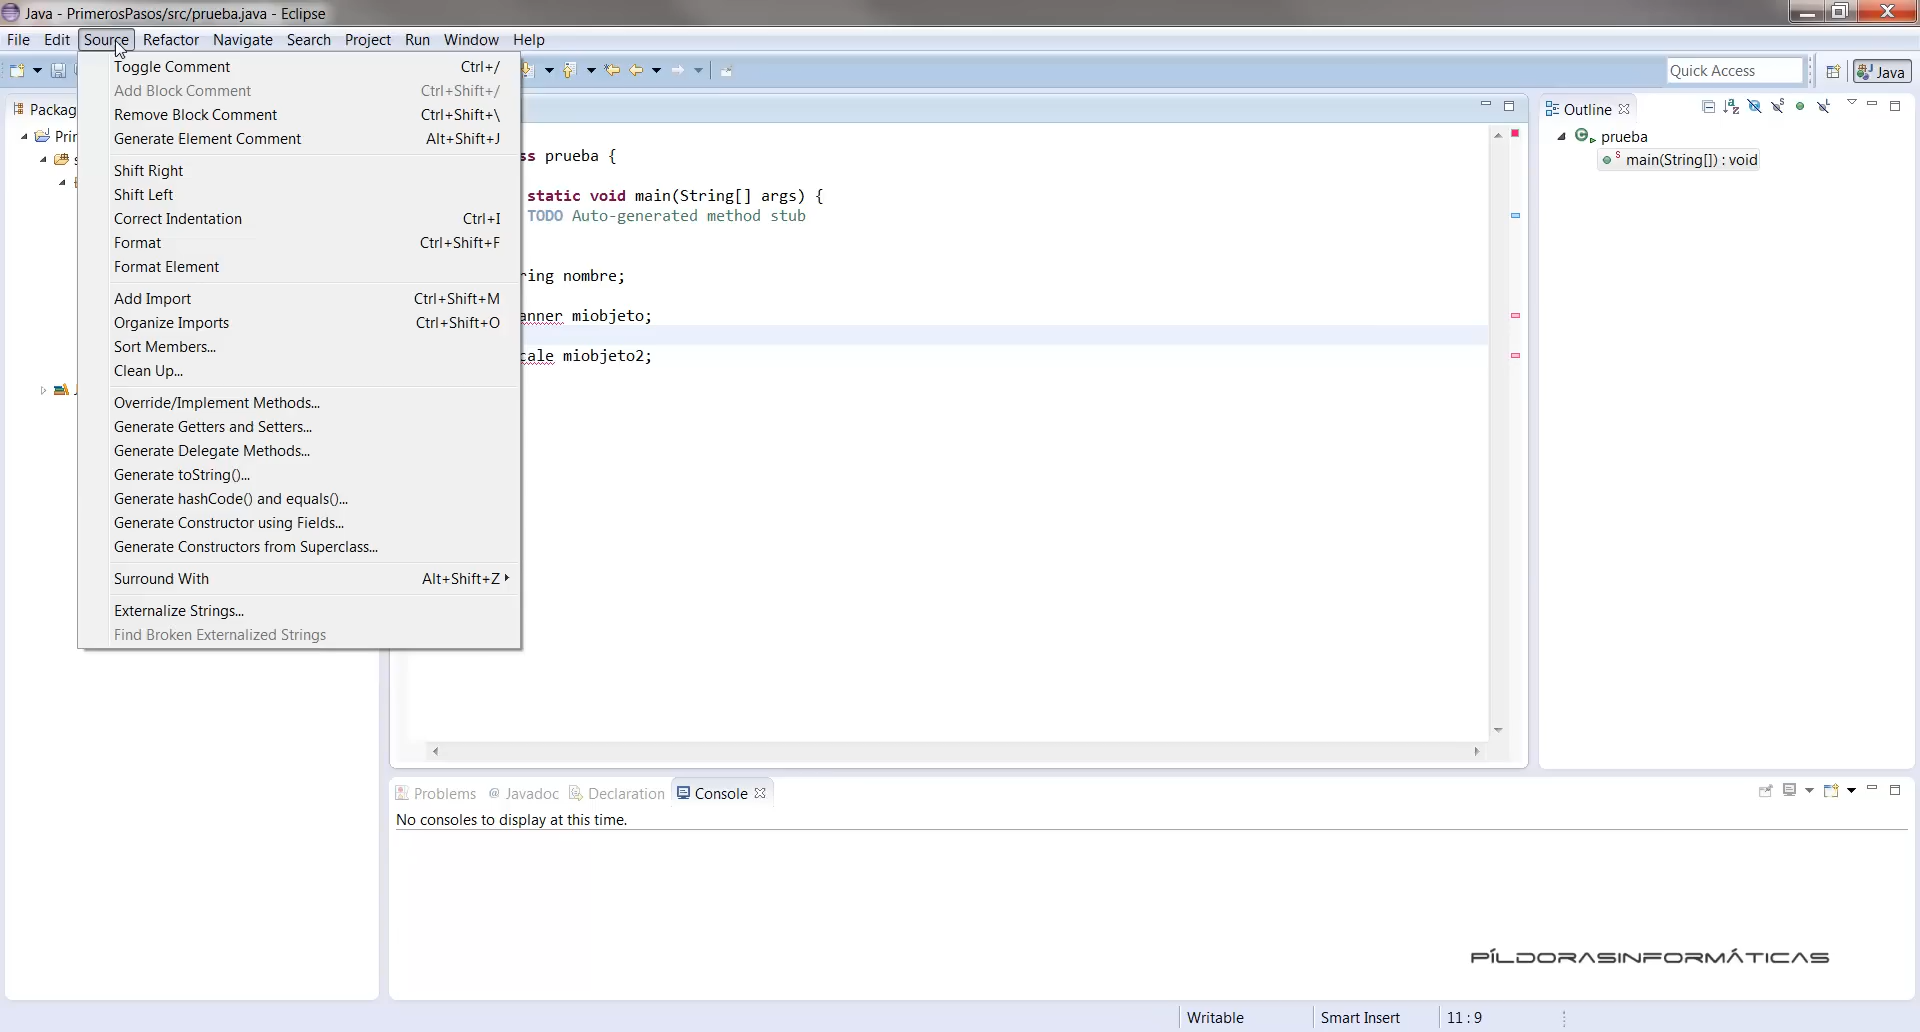 Java - PrimerosPasos/src/prueba.java - Eclipse
File Edit Source Refactor Navigate Search Project Run Window Help
Quick Access
Java
Toggle Comment Ctrl+/
Add Block Comment Ctrl+Shift+/
Remove Block Comment Ctrl+Shift+\
Generate Element Comment Alt+Shift+J
Shift Right
Shift Left
Correct Indentation Ctrl+I
Format Ctrl+Shift+F
Format Element
Add Import Ctrl+Shift+M
Organize Imports Ctrl+Shift+O
Sort Members...
Clean Up...
Override/Implement Methods...
Generate Getters and Setters...
Generate Delegate Methods...
Generate toString()...
Generate hashCode() and equals()...
Generate Constructor using Fields...
Generate Constructors from Superclass...
Surround With Alt+Shift+Z
Externalize Strings...
Find Broken Externalized Strings
Packag
Prir
ss prueba {
static void main(String[] args) {
TODO Auto-generated method stub
ring nombre;
anner miobjeto;
cale miobjeto2;
Outline
prueba
main(String[]) : void
Problems @ Javadoc Declaration Console
No consoles to display at this time.
PÍLDORASINFORMÁTICAS
Writable Smart Insert 11 : 9